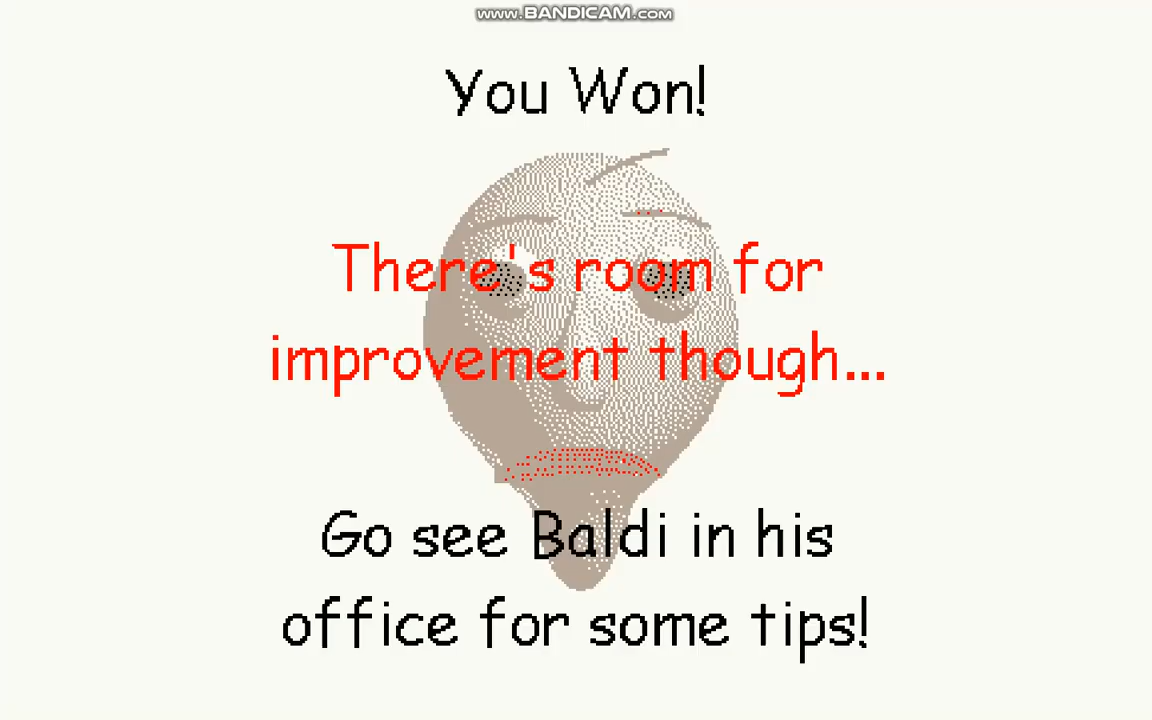 www.BANDICAM.com
You Won!
There's room for
improvement though...
Go see Baldi in his
office for some tips!